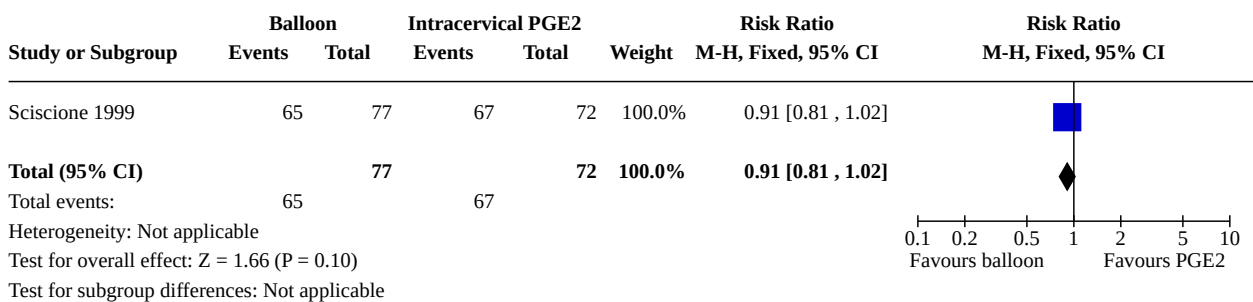 Balloon Intracervical PGE2 Risk Ratio Risk Ratio
Study or Subgroup Events Total Events Total Weight M-H, Fixed, 95% CI M-H, Fixed, 95% CI
Sciscione 1999 65 77 67 72 100.0% 0.91 [0.81 , 1.02]
Total (95% CI) 77 72 100.0% 0.91 [0.81 , 1.02]
Total events: 65 67
Heterogeneity: Not applicable
0.1 0.2 0.5 1 2 5 10
Test for overall effect: Z = 1.66 (P = 0.10) Favours balloon Favours PGE2
Test for subgroup differences: Not applicable